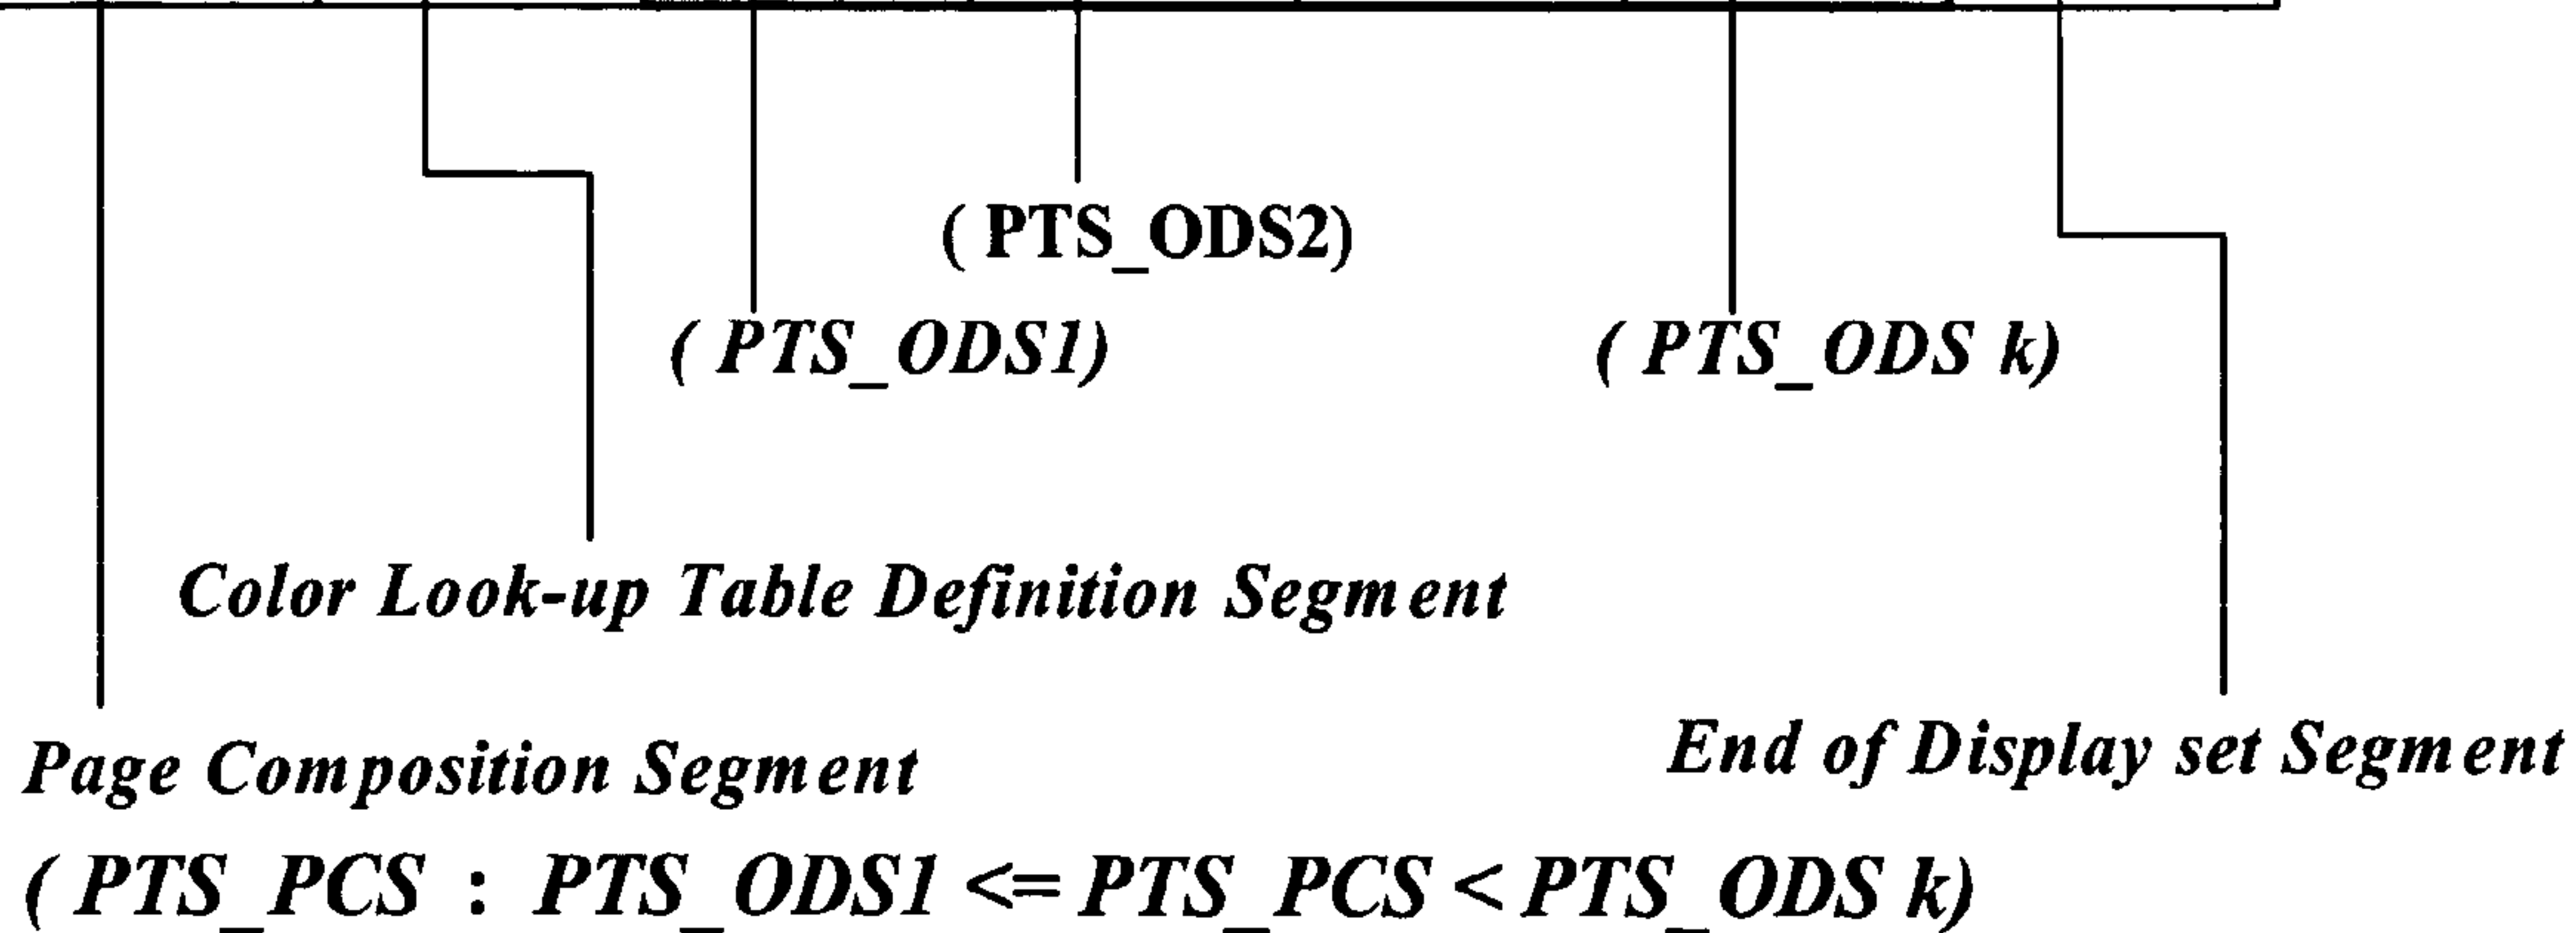 ( PTS_ODS2)
( PTS_ODS1)
( PTS_ODS k)
Color Look-up Table Definition Segment
Page Composition Segment
End of Display set Segment
( PTS_PCS : PTS_ODS1 <= PTS_PCS < PTS_ODS k)